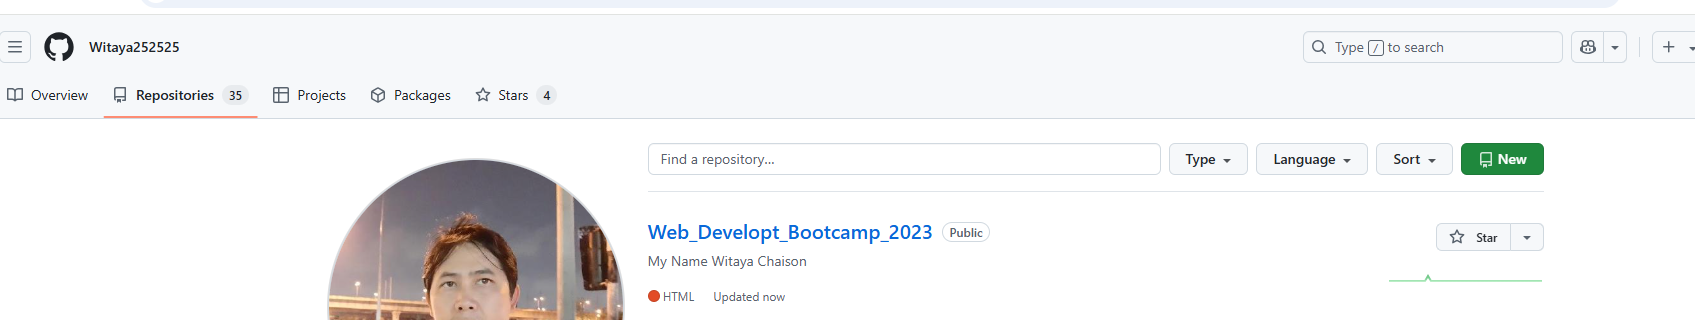 Witaya252525
Type / to search
Overview
Repositories 35
Projects
Packages
Stars 4
Find a repository...
Type
Language
Sort
New
Web_Developt_Bootcamp_2023 Public
Star
My Name Witaya Chaison
HTML Updated now